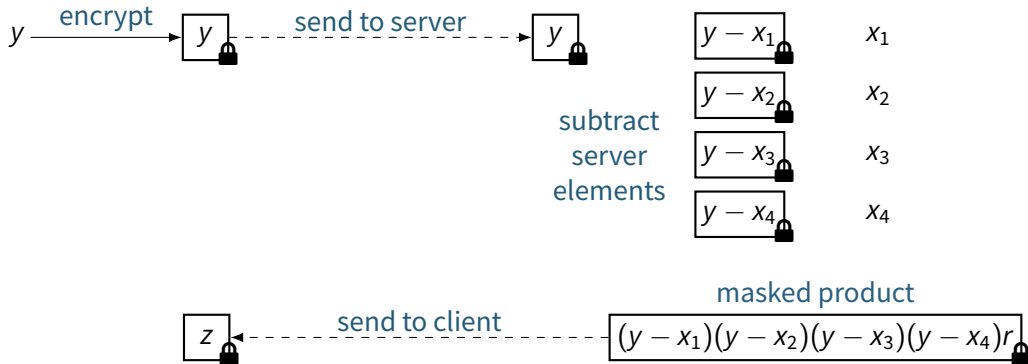 encrypt
y
y
send to server
y
y − x₁
x₁
y − x₂
x₂
subtract
server
elements
y − x₃
x₃
y − x₄
x₄
masked product
z
send to client
(y − x₁)(y − x₂)(y − x₃)(y − x₄)r